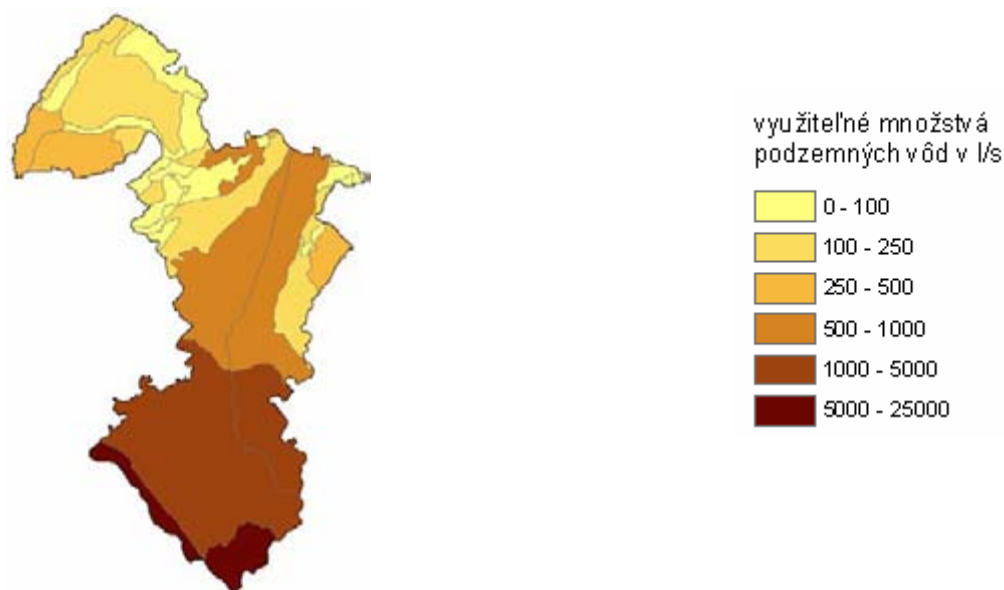 využiteľné množstvá
podzemných vôd v l/s
0 - 100
100 - 250
250 - 500
500 - 1000
1000 - 5000
5000 - 25000